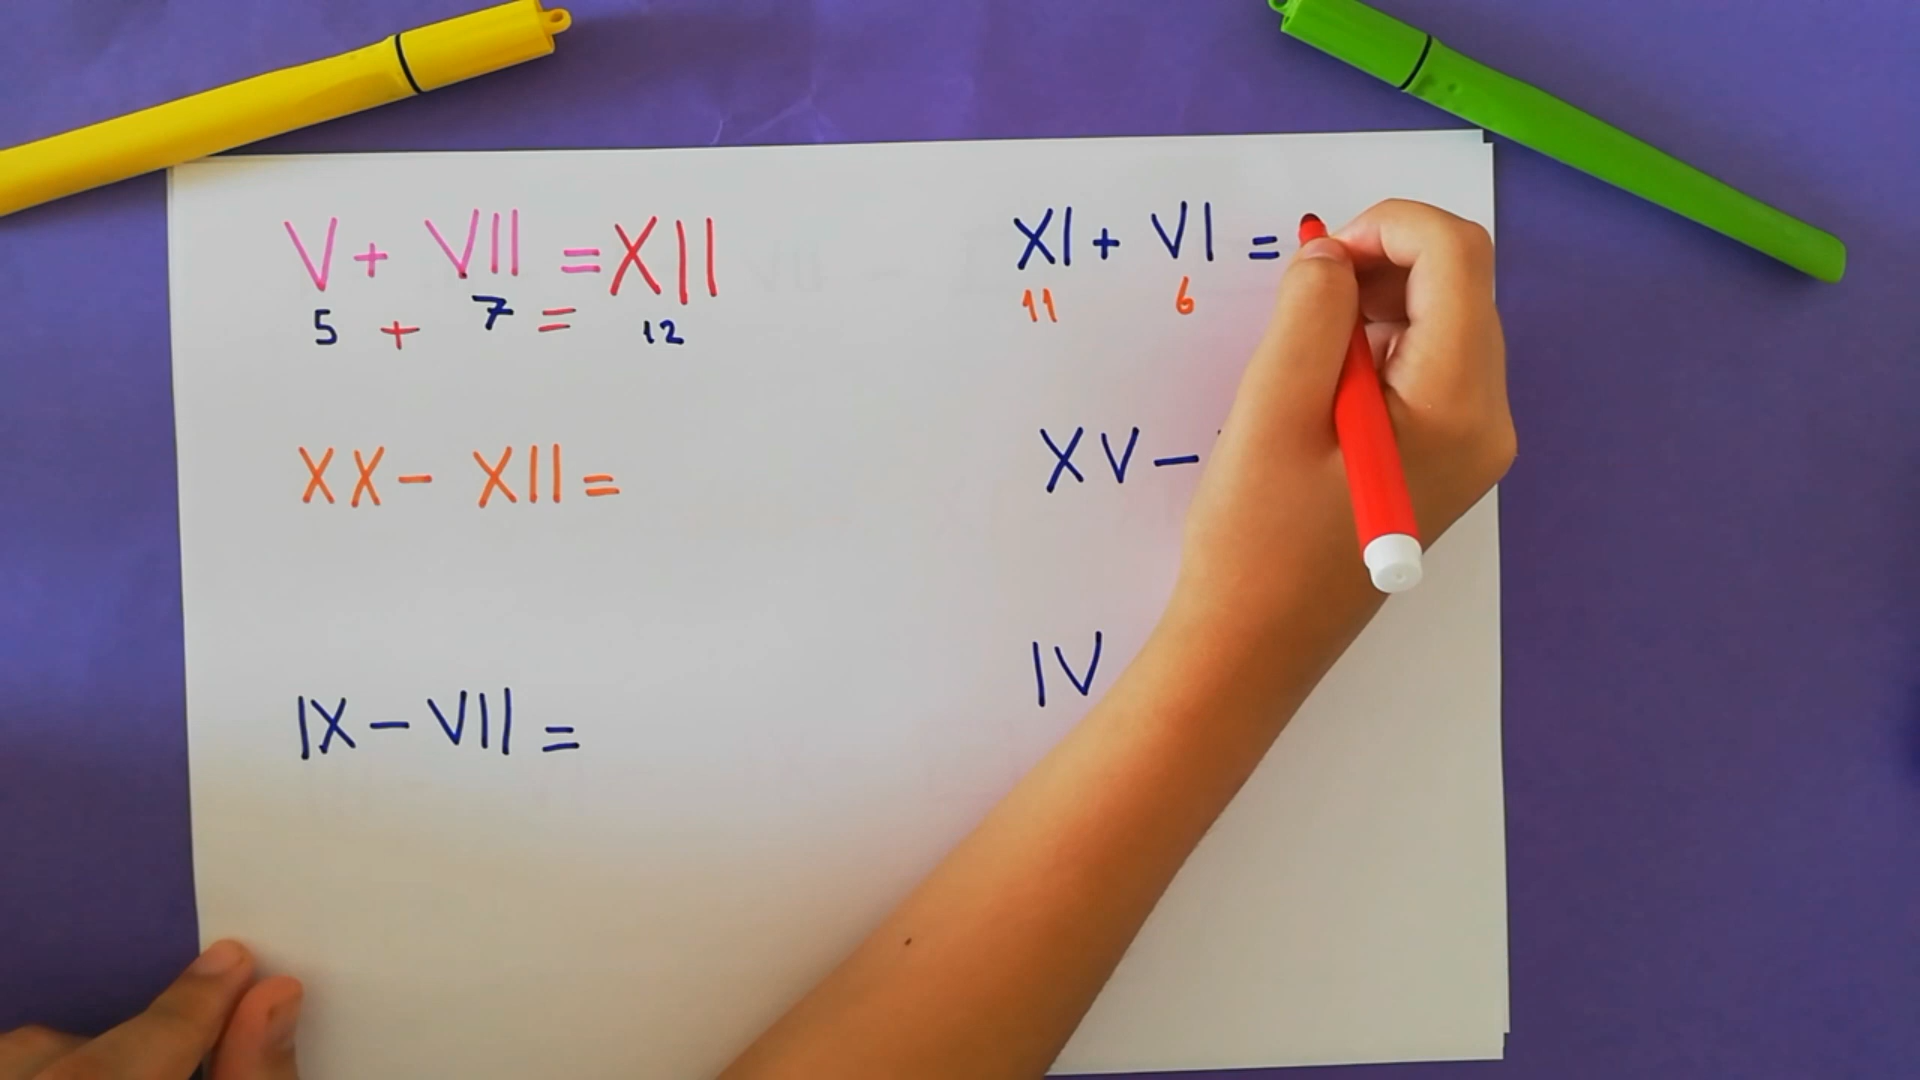 V + VII = XII
5 + 7 = 12
XX - XII =
IX - VII =
XI + VI =
11 6
XV -
IV